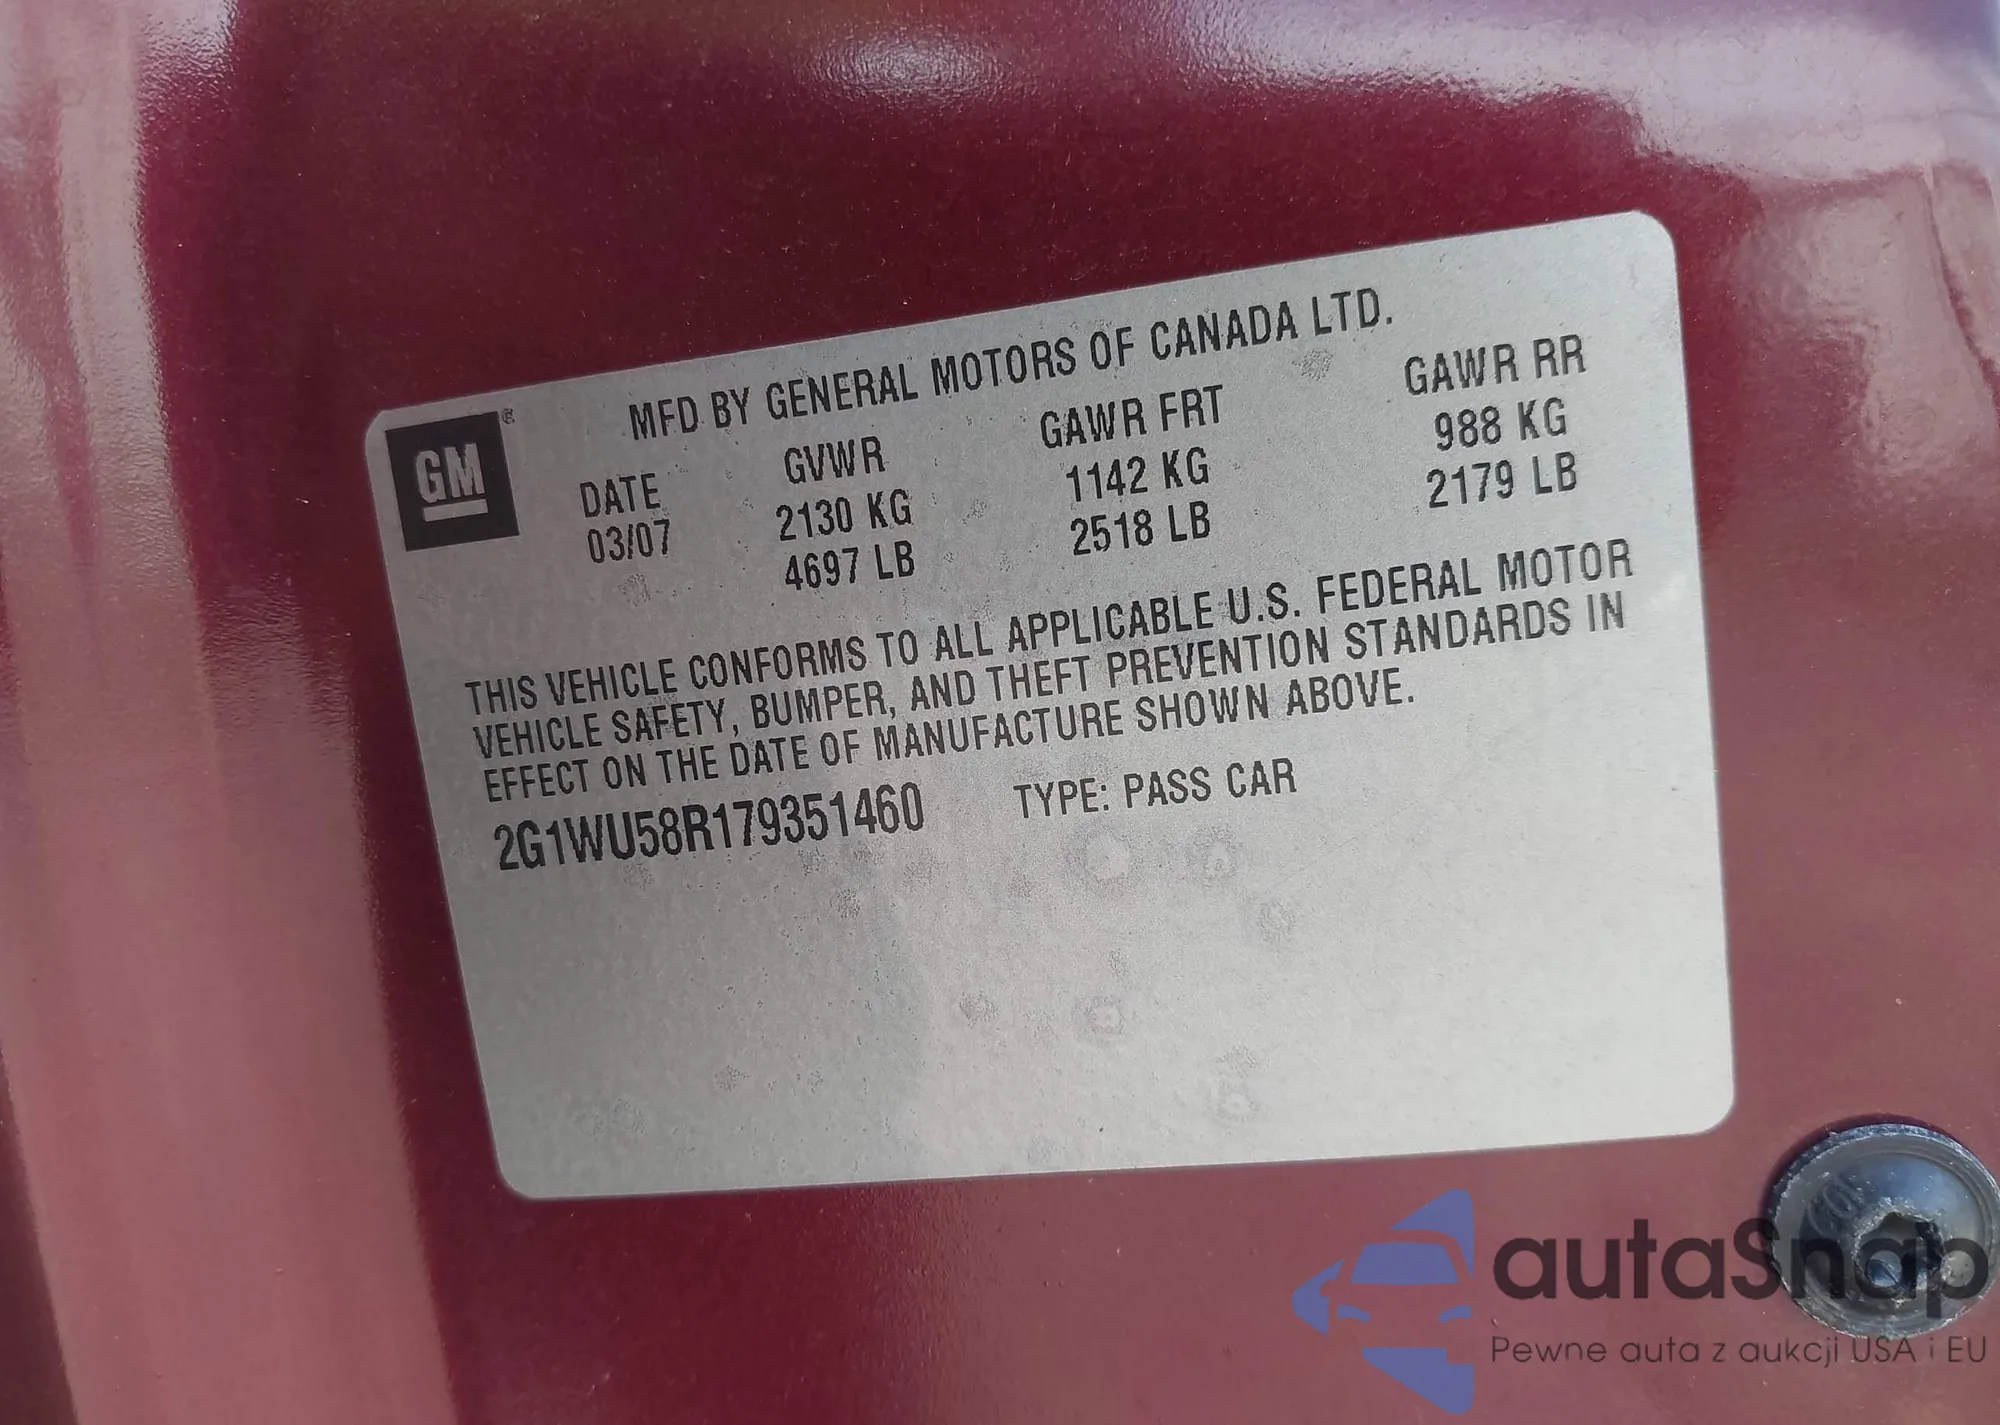 MFD BY GENERAL MOTORS OF CANADA LTD.
GM ®
DATE GVWR GAWR FRT GAWR RR
03/07 2130 KG 1142 KG 988 KG
4697 LB 2518 LB 2179 LB
THIS VEHICLE CONFORMS TO ALL APPLICABLE U.S. FEDERAL MOTOR
VEHICLE SAFETY, BUMPER, AND THEFT PREVENTION STANDARDS IN
EFFECT ON THE DATE OF MANUFACTURE SHOWN ABOVE.
2G1WU58R179351460 TYPE: PASS CAR
autaSnap
Pewne auta z aukcji USA i EU